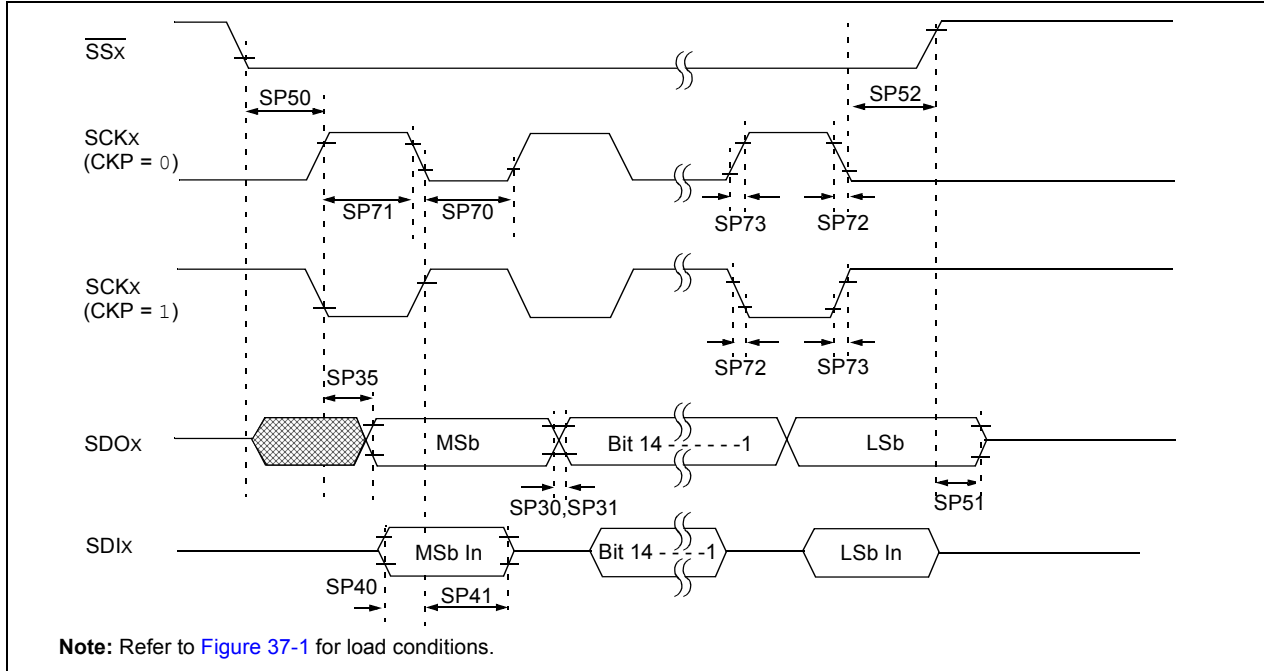 SSX
SP50
SP52
SCKX
(CKP = 0)
SP71
SP70
SP73
SP72
SCKX
(CKP = 1)
SP72
SP73
SP35
SDOX
MSb
Bit 14 - - - - - -1
LSb
SP30,SP31
SP51
SDIX
MSb In
Bit 14 - - - -1
LSb In
SP40
SP41
Note: Refer to Figure 37-1 for load conditions.